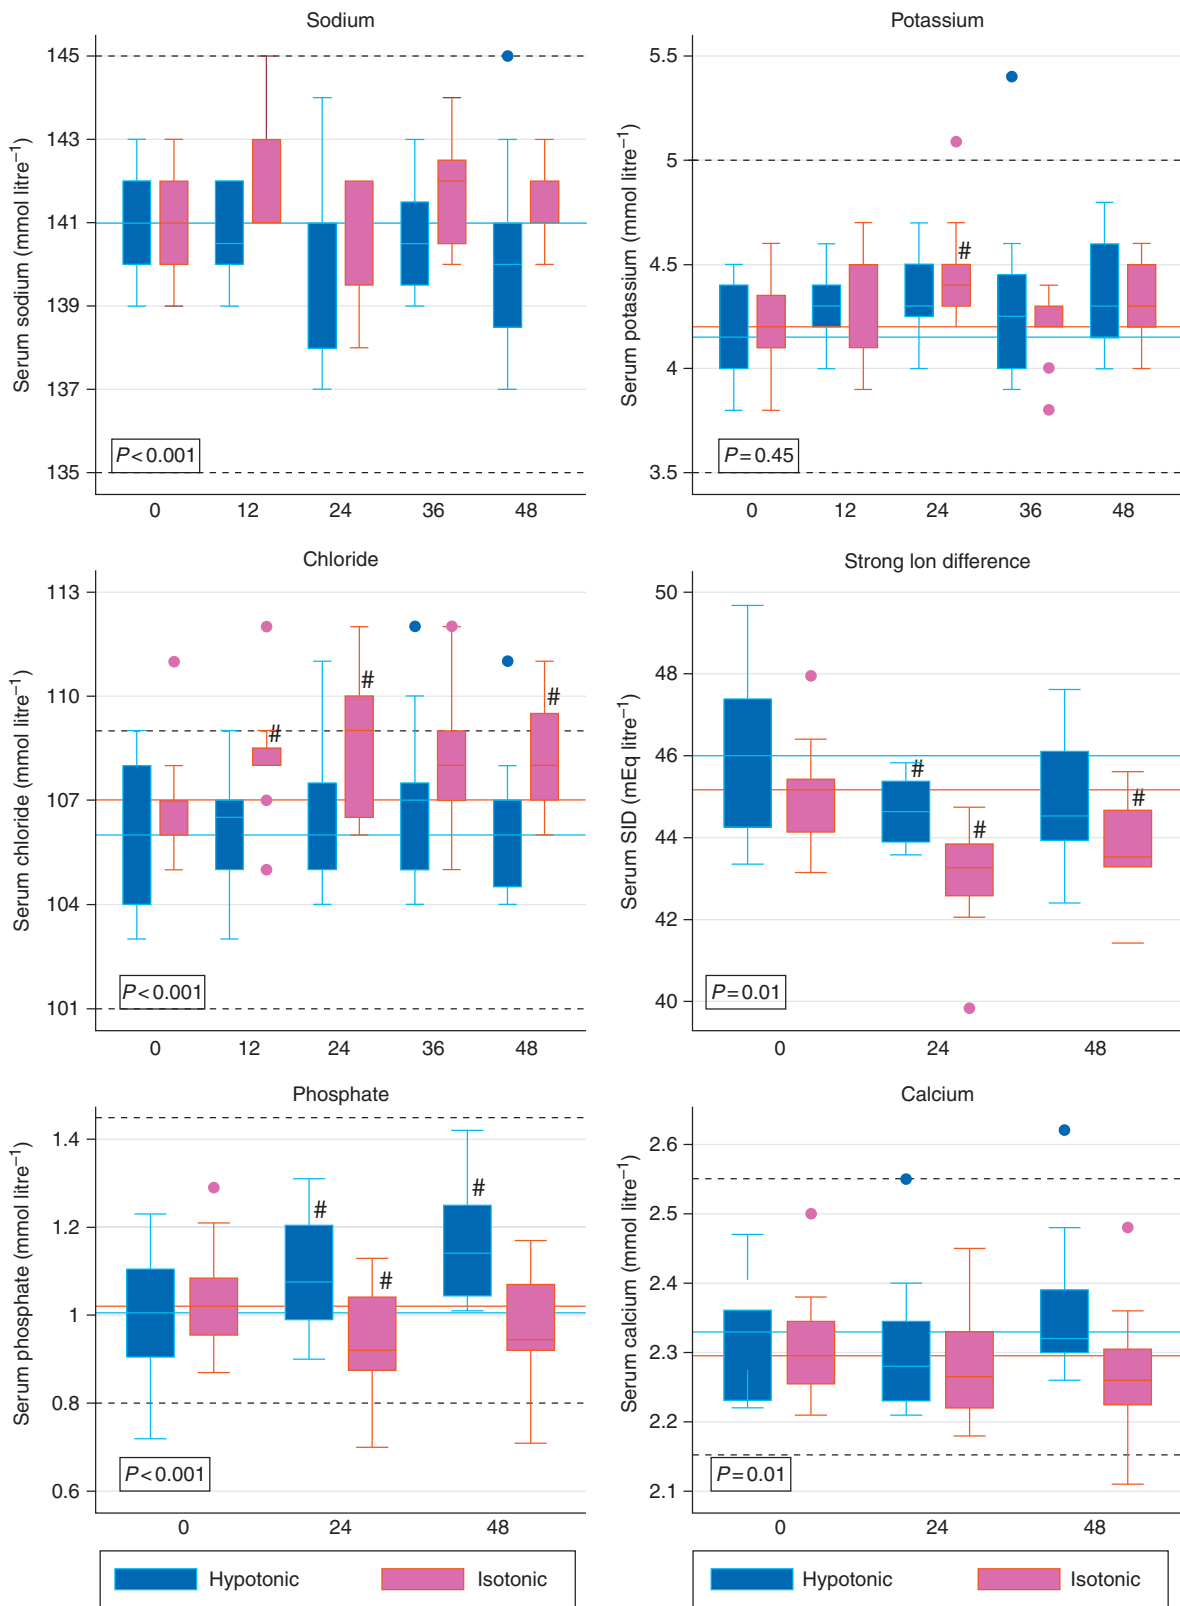 Sodium
Serum sodium (mmol litre⁻¹)
145
143
141
139
137
135
P < 0.001
0 12 24 36 48
Potassium
Serum potassium (mmol litre⁻¹)
5.5
5
4.5
4
3.5
#
P = 0.45
0 12 24 36 48
Chloride
Serum chloride (mmol litre⁻¹)
113
110
107
104
101
# # #
P < 0.001
0 12 24 36 48
Strong Ion difference
Serum SID (mEq litre⁻¹)
50
48
46
44
42
40
# # #
P = 0.01
0 24 48
Phosphate
Serum phosphate (mmol litre⁻¹)
1.4
1.2
1
0.8
0.6
# # #
P < 0.001
0 24 48
Hypotonic Isotonic
Calcium
Serum calcium (mmol litre⁻¹)
2.6
2.5
2.4
2.3
2.2
2.1
P = 0.01
0 24 48
Hypotonic Isotonic